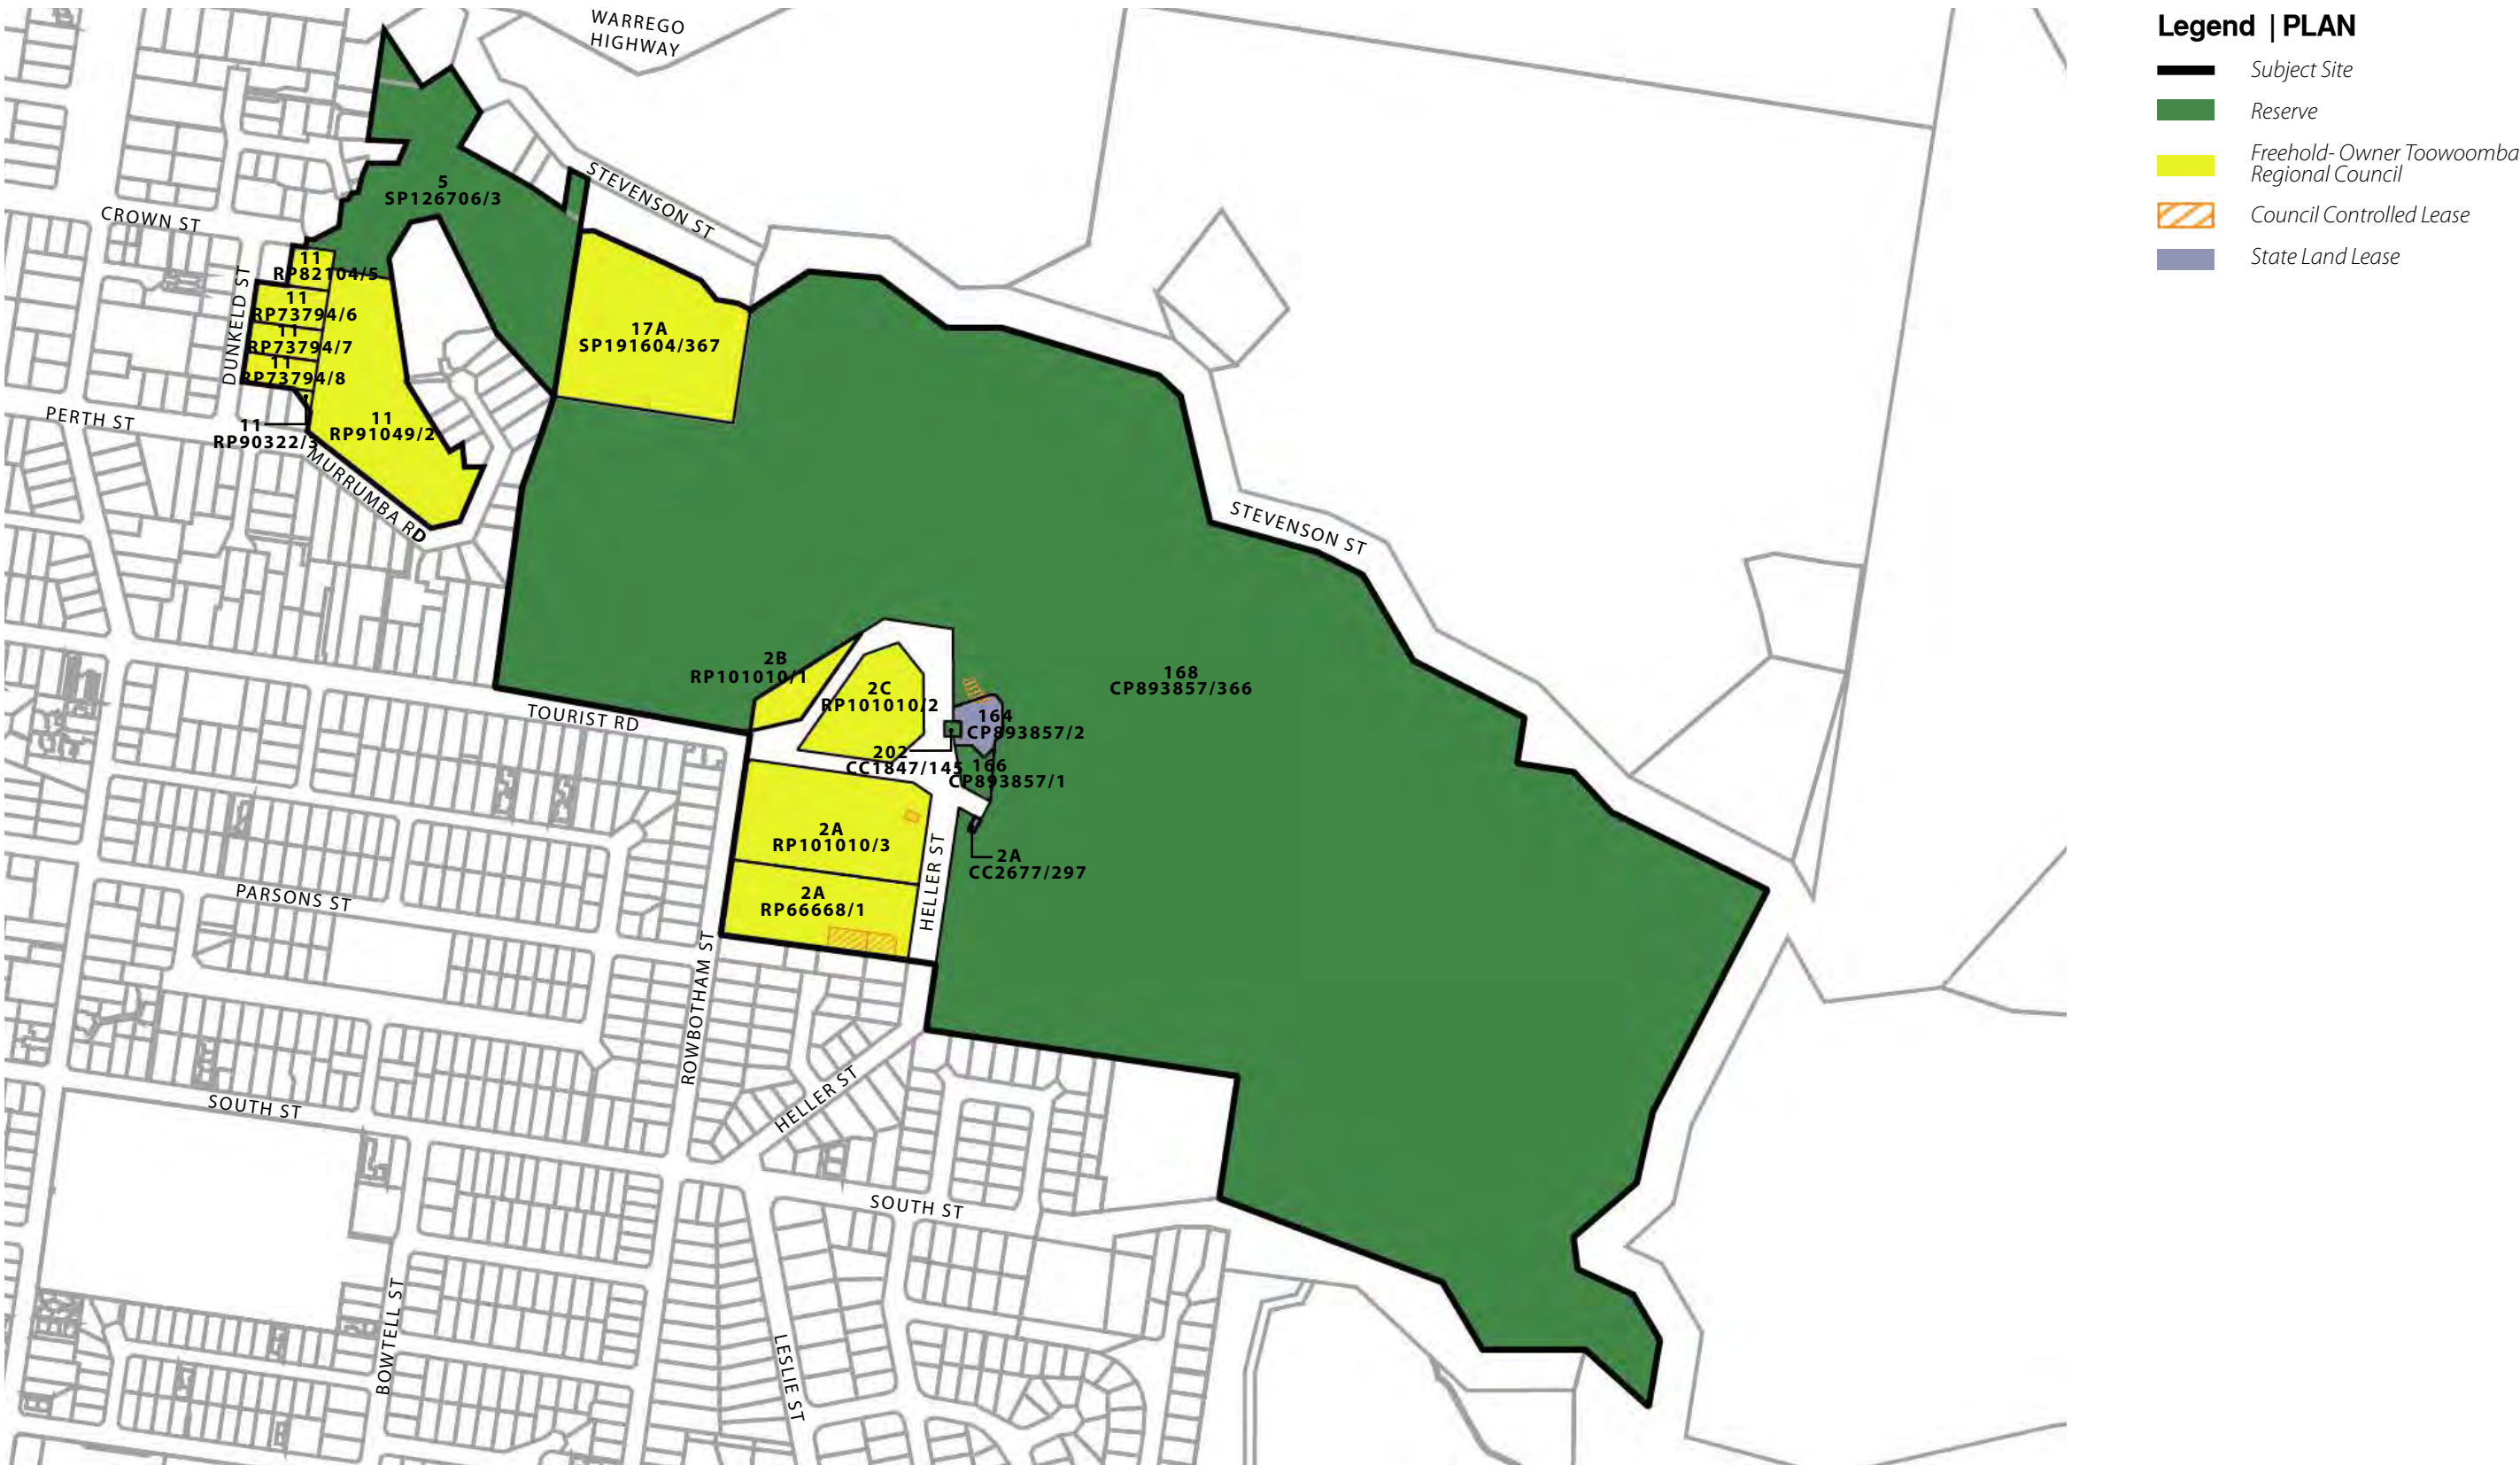 WARREGO
HIGHWAY
Legend | PLAN
Subject Site
Reserve
Freehold- Owner Toowoomba
Regional Council
Council Controlled Lease
State Land Lease
STEVENSON ST
5
SP126706/3
CROWN ST
DUNKELD ST
11
RP82104/5
11
RP73794/6
11
RP73794/7
11
RP73794/8
17A
SP191604/367
PERTH ST
11
RP90322/3
11
RP91049/2
MURRUMBA RD
STEVENSON ST
2B
RP101010/1
2C
RP101010/2
168
CP893857/366
TOURIST RD
164
CP893857/2
202
CC1847/145
166
CP893857/1
2A
RP101010/3
HELLER ST
2A
CC2677/297
2A
RP66668/1
PARSONS ST
ROWBOTHAM ST
HELLER ST
SOUTH ST
SOUTH ST
BOWTELL ST
LESLIE ST